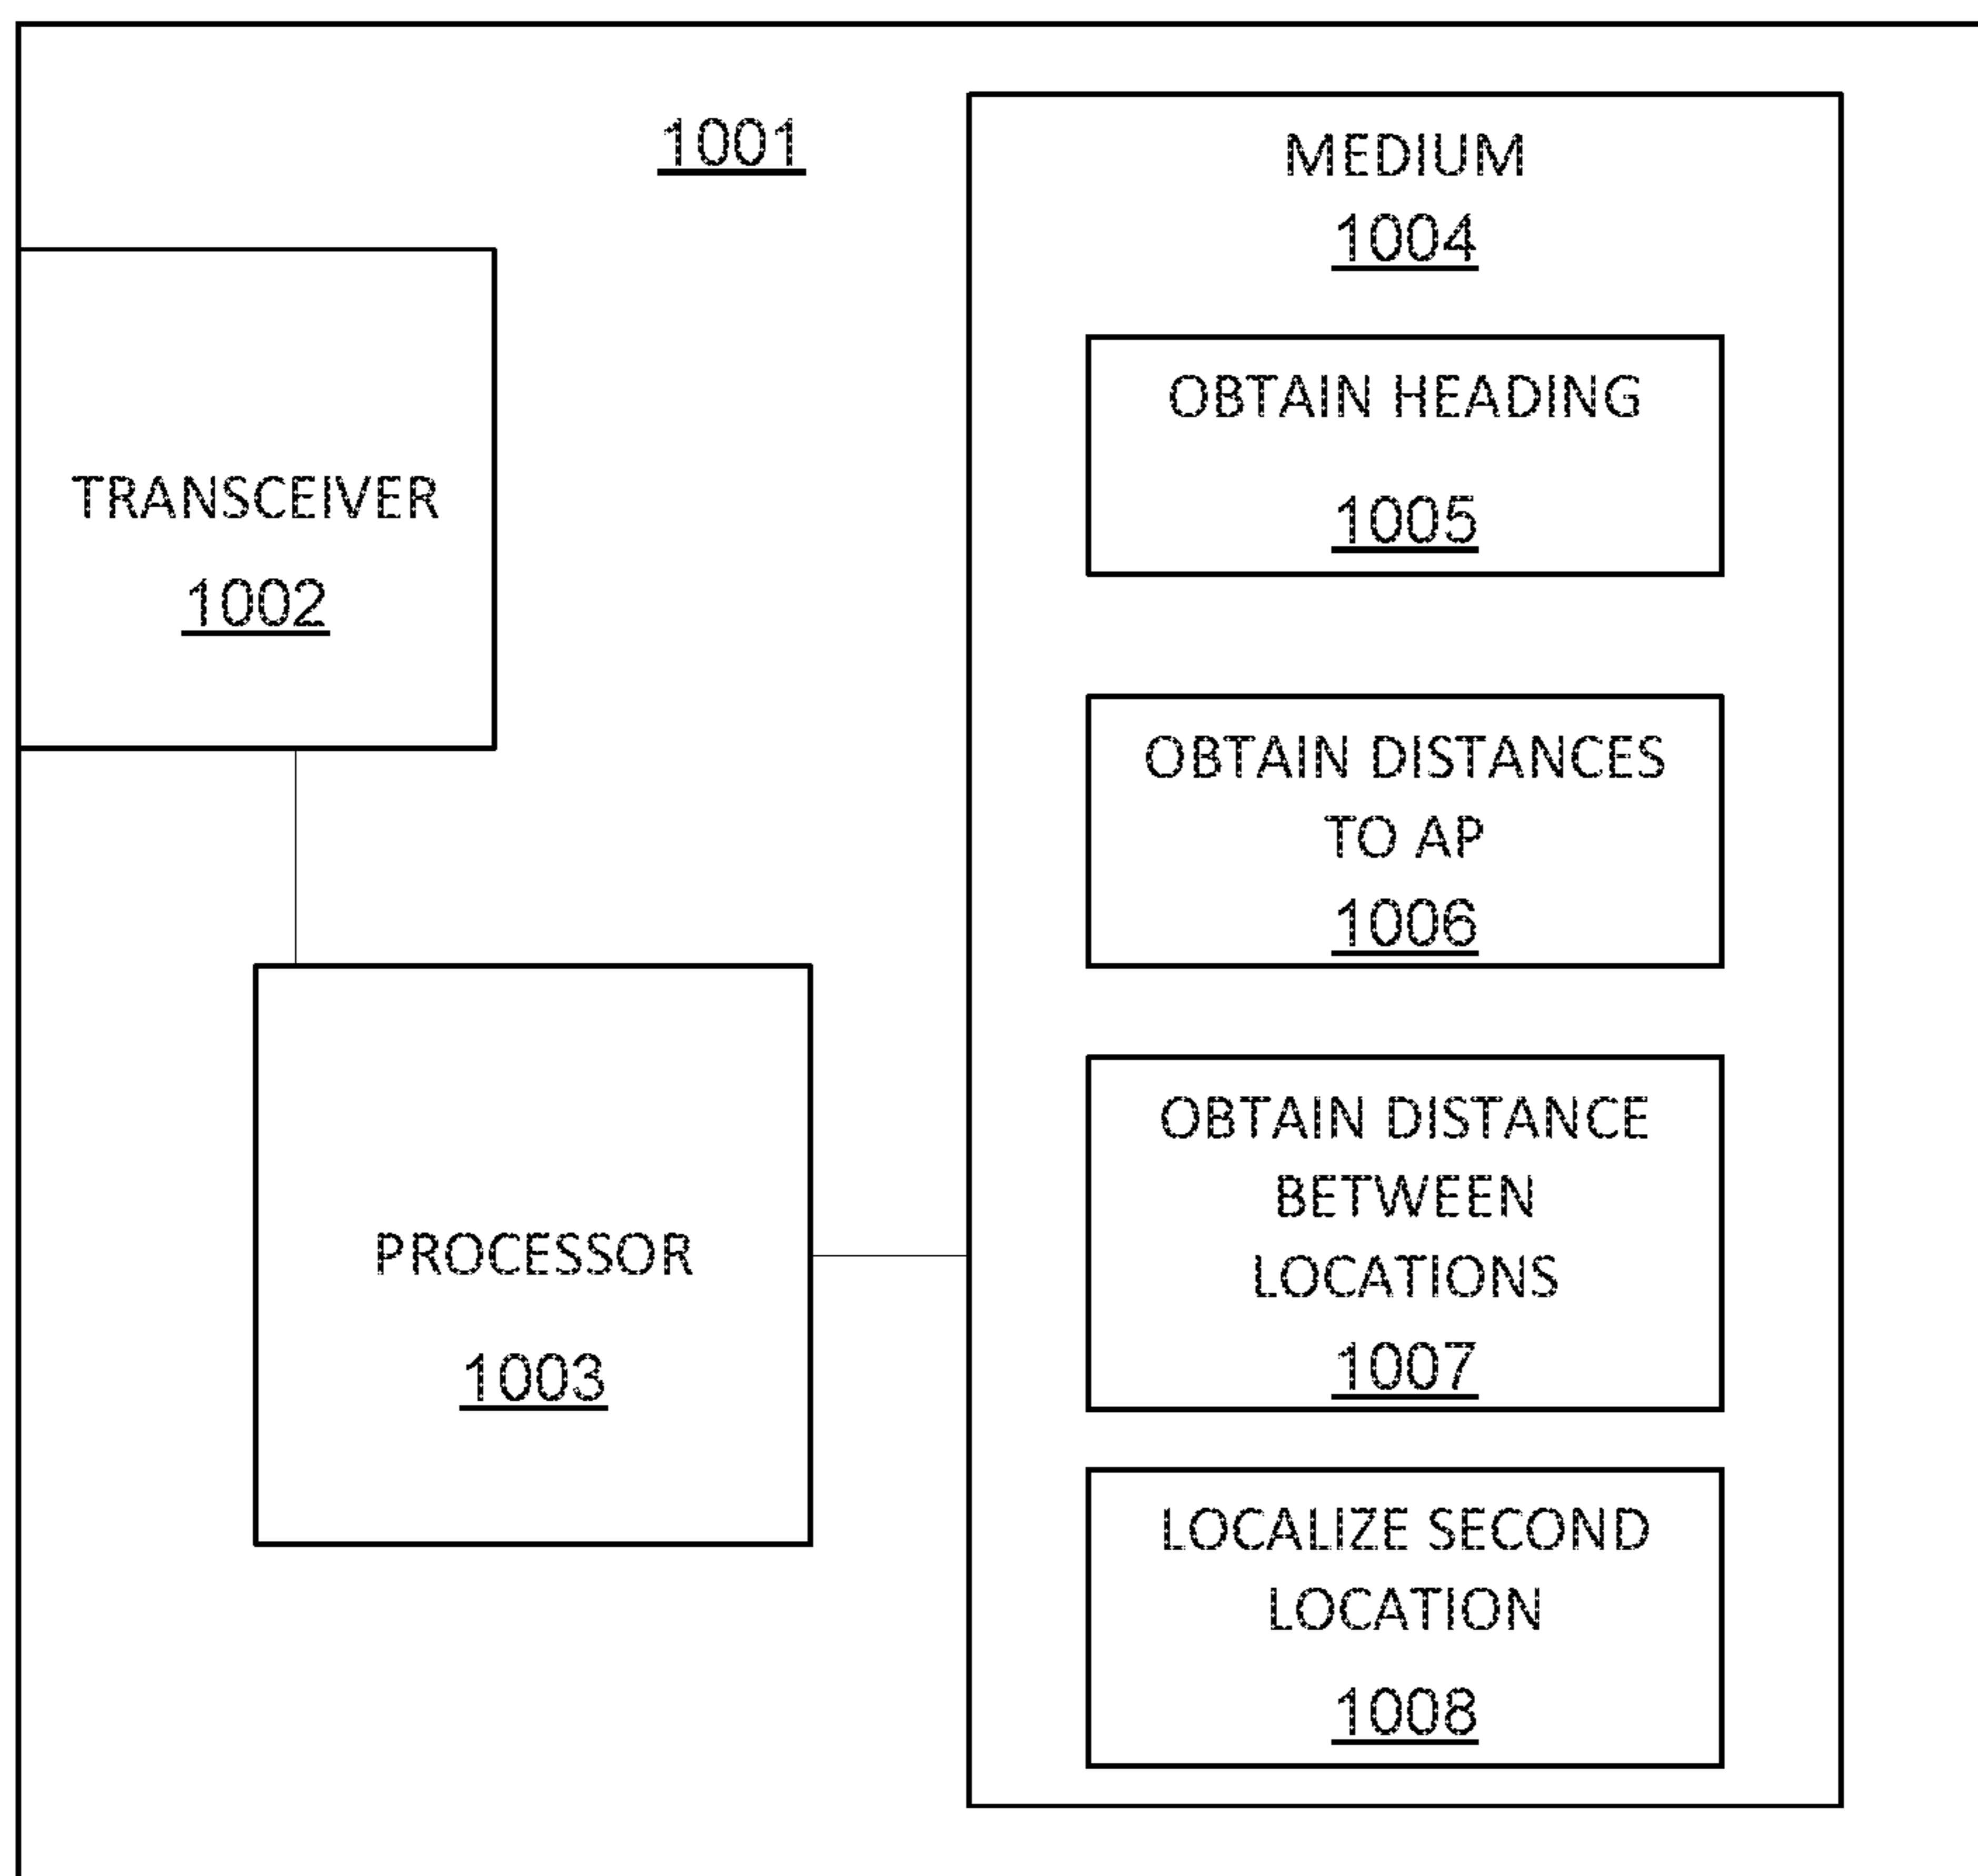 1001
TRANSCEIVER
1002
PROCESSOR
1003
MEDIUM
1004
OBTAIN HEADING
1005
OBTAIN DISTANCES
TO AP
1006
OBTAIN DISTANCE
BETWEEN
LOCATIONS
1007
LOCALIZE SECOND
LOCATION
1008